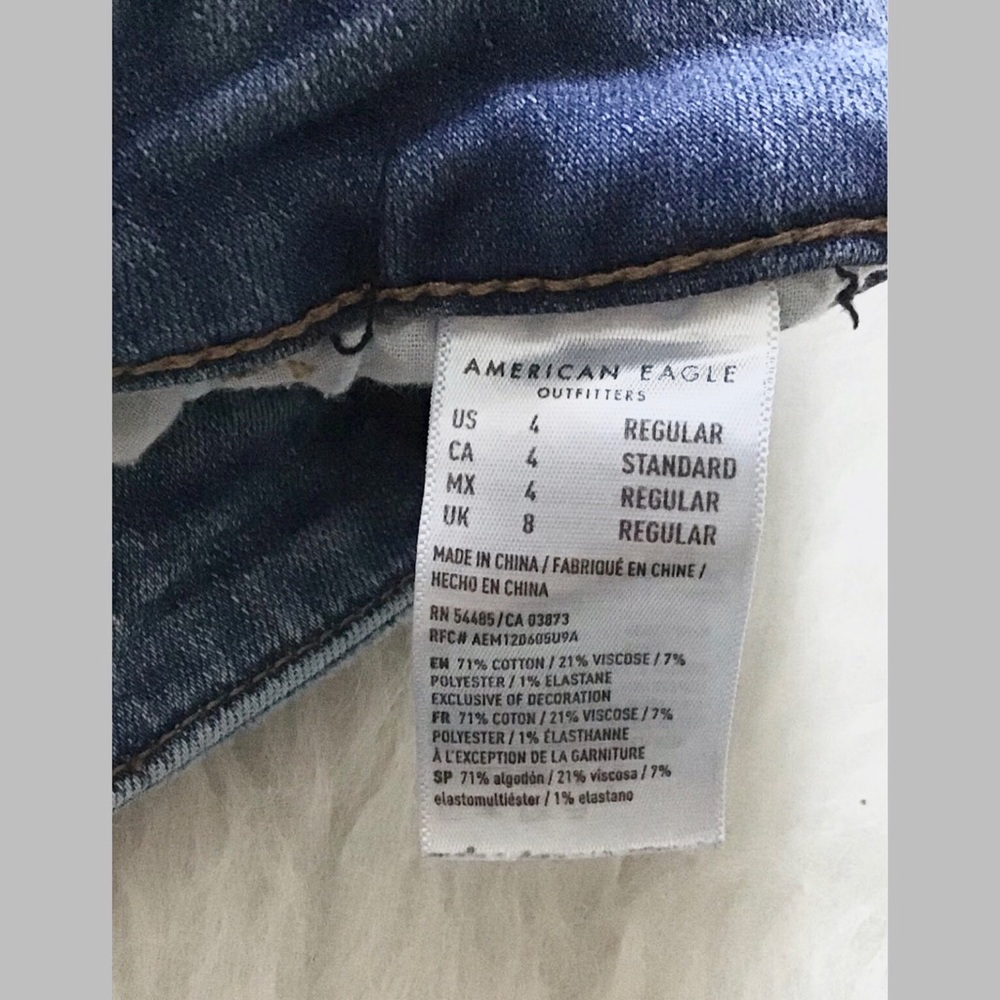 AMERICAN EAGLE
OUTFITTERS
US 4 REGULAR
CA 4 STANDARD
MX 4 REGULAR
UK 8 REGULAR
MADE IN CHINA / FABRIQUÉ EN CHINE /
HECHO EN CHINA
RN 54485/CA 03873
RFC# AEM120605U9A
EN 71% COTTON / 21% VISCOSE / 7%
POLYESTER / 1% ELASTANE
EXCLUSIVE OF DECORATION
FR 71% COTON / 21% VISCOSE / 7%
POLYESTER / 1% ÉLASTHANNE
À L'EXCEPTION DE LA GARNITURE
SP 71% algodón / 21% viscosa / 7%
elastomultiéster / 1% elastano